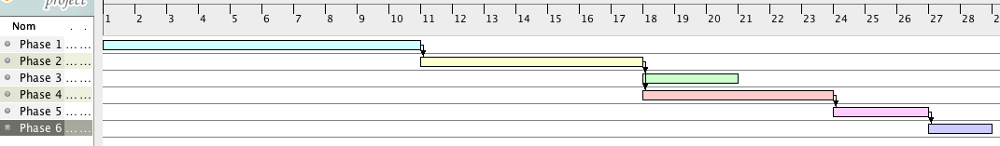 project
1 2 3 4 5 6 7 8 9 10 11 12 13 14 15 16 17 18 19 20 21 22 23 24 25 26 27 28 2
Nom . .
Phase 1 ... ...
Phase 2 ... ...
Phase 3 ... ...
Phase 4 ... ...
Phase 5 ... ...
Phase 6 ... ...